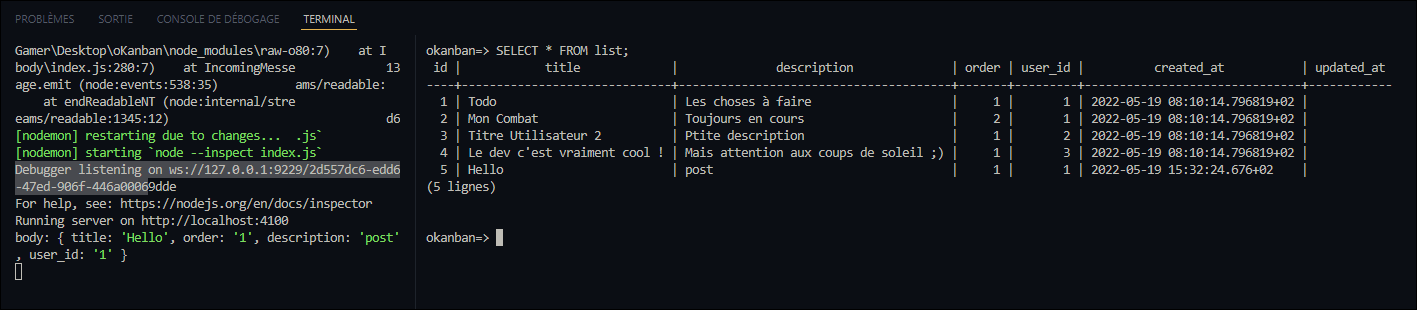 PROBLÈMES SORTIE CONSOLE DE DÉBOGAGE TERMINAL
Gamer\Desktop\oKanban\node_modules\raw-o80:7) at I
body\index.js:280:7) at IncomingMesse 13
age.emit (node:events:538:35) ams/readable:
at endReadableNT (node:internal/stre
eams/readable:1345:12) d6
[nodemon] restarting due to changes... .js`
[nodemon] starting `node --inspect index.js`
Debugger listening on ws://127.0.0.1:9229/2d557dc6-edd6
-47ed-906f-446a00069dde
For help, see: https://nodejs.org/en/docs/inspector
Running server on http://localhost:4100
body: { title: 'Hello', order: '1', description: 'post'
, user_id: '1' }
okanban=> SELECT * FROM list;
id | title | description | order | user_id | created_at | updated_at
----+---------------------------+-----------------------------------+-------+---------+----------------------------+------------
1 | Todo | Les choses à faire | 1 | 1 | 2022-05-19 08:10:14.796819+02 |
2 | Mon Combat | Toujours en cours | 2 | 1 | 2022-05-19 08:10:14.796819+02 |
3 | Titre Utilisateur 2 | Ptite description | 1 | 2 | 2022-05-19 08:10:14.796819+02 |
4 | Le dev c'est vraiment cool ! | Mais attention aux coups de soleil ;) | 1 | 3 | 2022-05-19 08:10:14.796819+02 |
5 | Hello | post | 1 | 1 | 2022-05-19 15:32:24.676+02 |
(5 lignes)
okanban=>